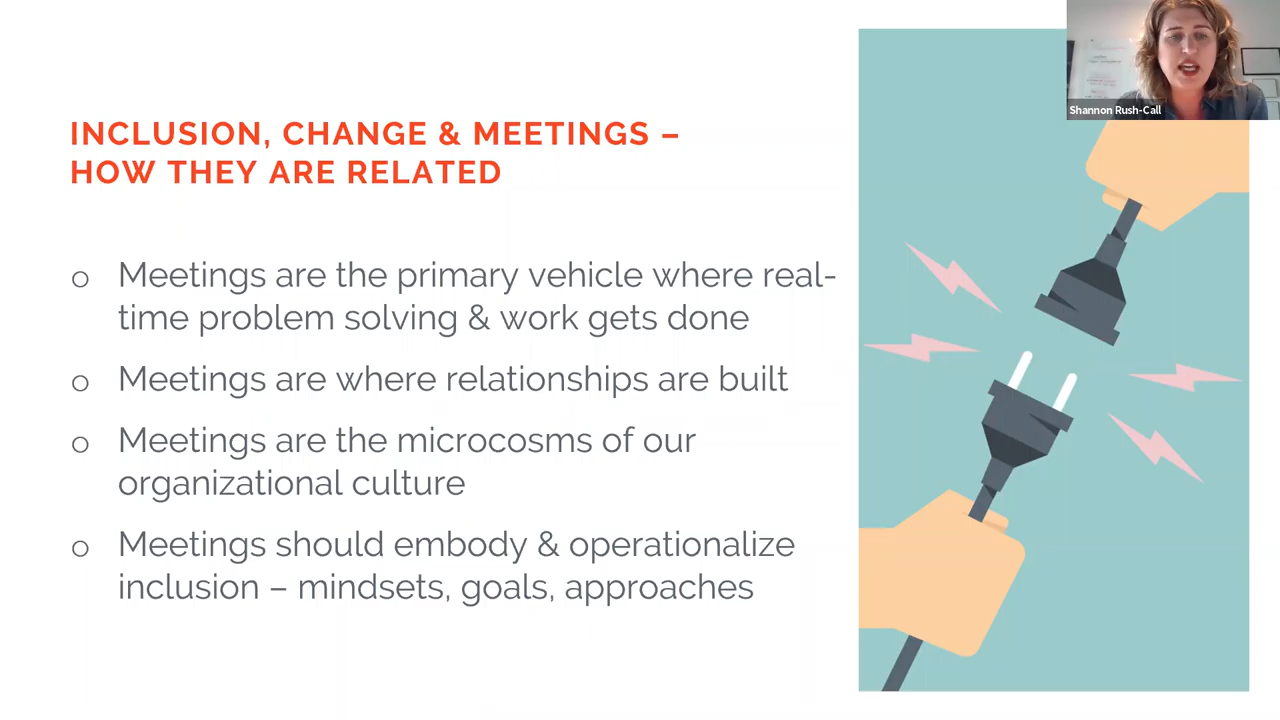 Shannon Rush-Call
INCLUSION, CHANGE & MEETINGS –
HOW THEY ARE RELATED
o Meetings are the primary vehicle where real-
time problem solving & work gets done
o Meetings are where relationships are built
o Meetings are the microcosms of our
organizational culture
o Meetings should embody & operationalize
inclusion – mindsets, goals, approaches